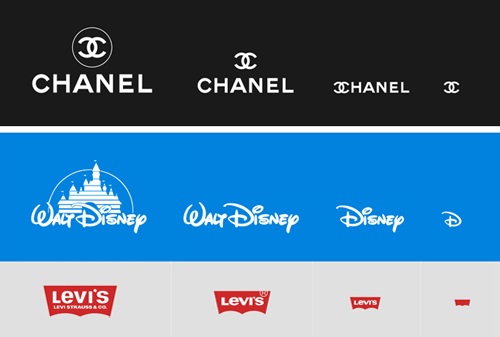 CHANEL
CHANEL
CHANEL
WALT DISNEY
WALT DISNEY
DISNEY
D
LEVI'S
LEVI STRAUSS & CO.
LEVI'S ®
LEVI'S